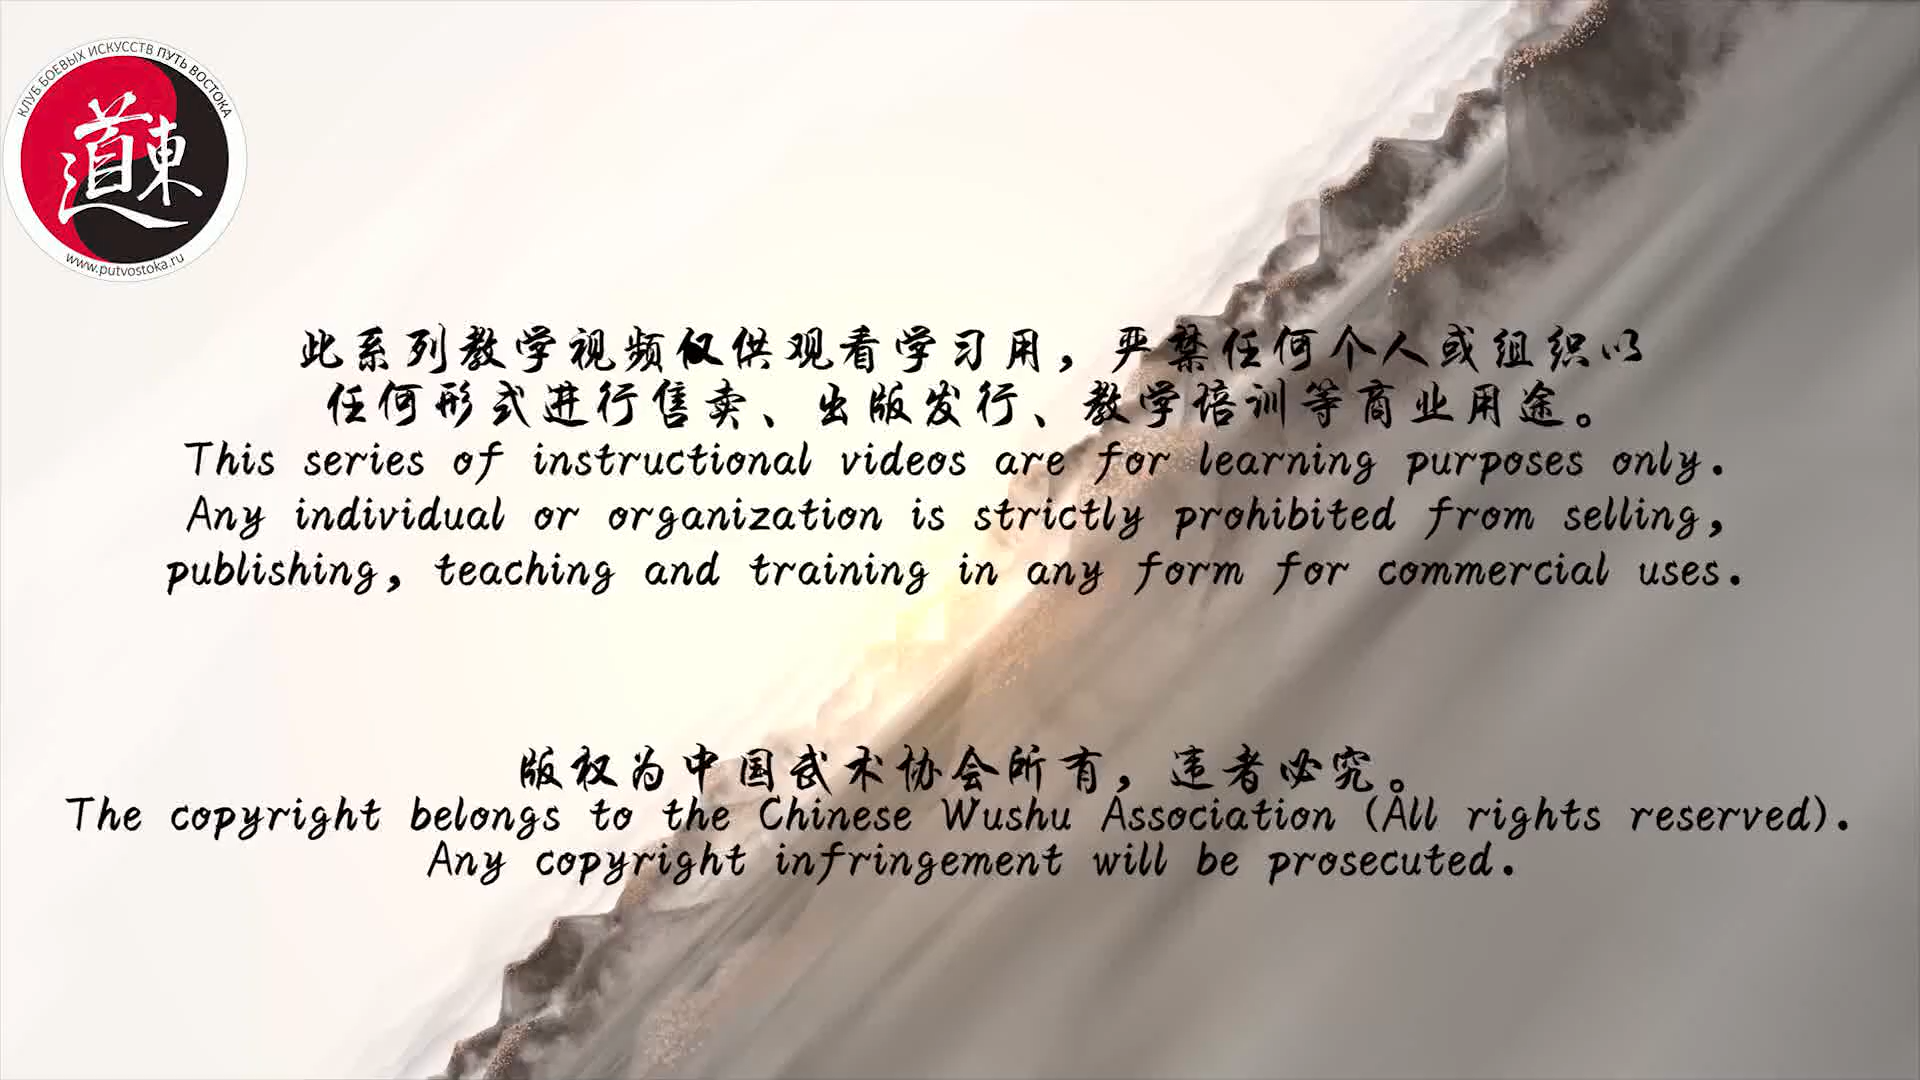 КЛУБ БОЕВЫХ ИСКУССТВ ПУТЬ ВОСТОКА
道東
www.putvostoka.ru
此系列教学视频仅供观看学习用，严禁任何个人或组织以
任何形式进行售卖、出版发行、教学培训等商业用途。
This series of instructional videos are for learning purposes only.
Any individual or organization is strictly prohibited from selling,
publishing, teaching and training in any form for commercial uses.
版权为中国武术协会所有，违者必究。
The copyright belongs to the Chinese Wushu Association (All rights reserved).
Any copyright infringement will be prosecuted.